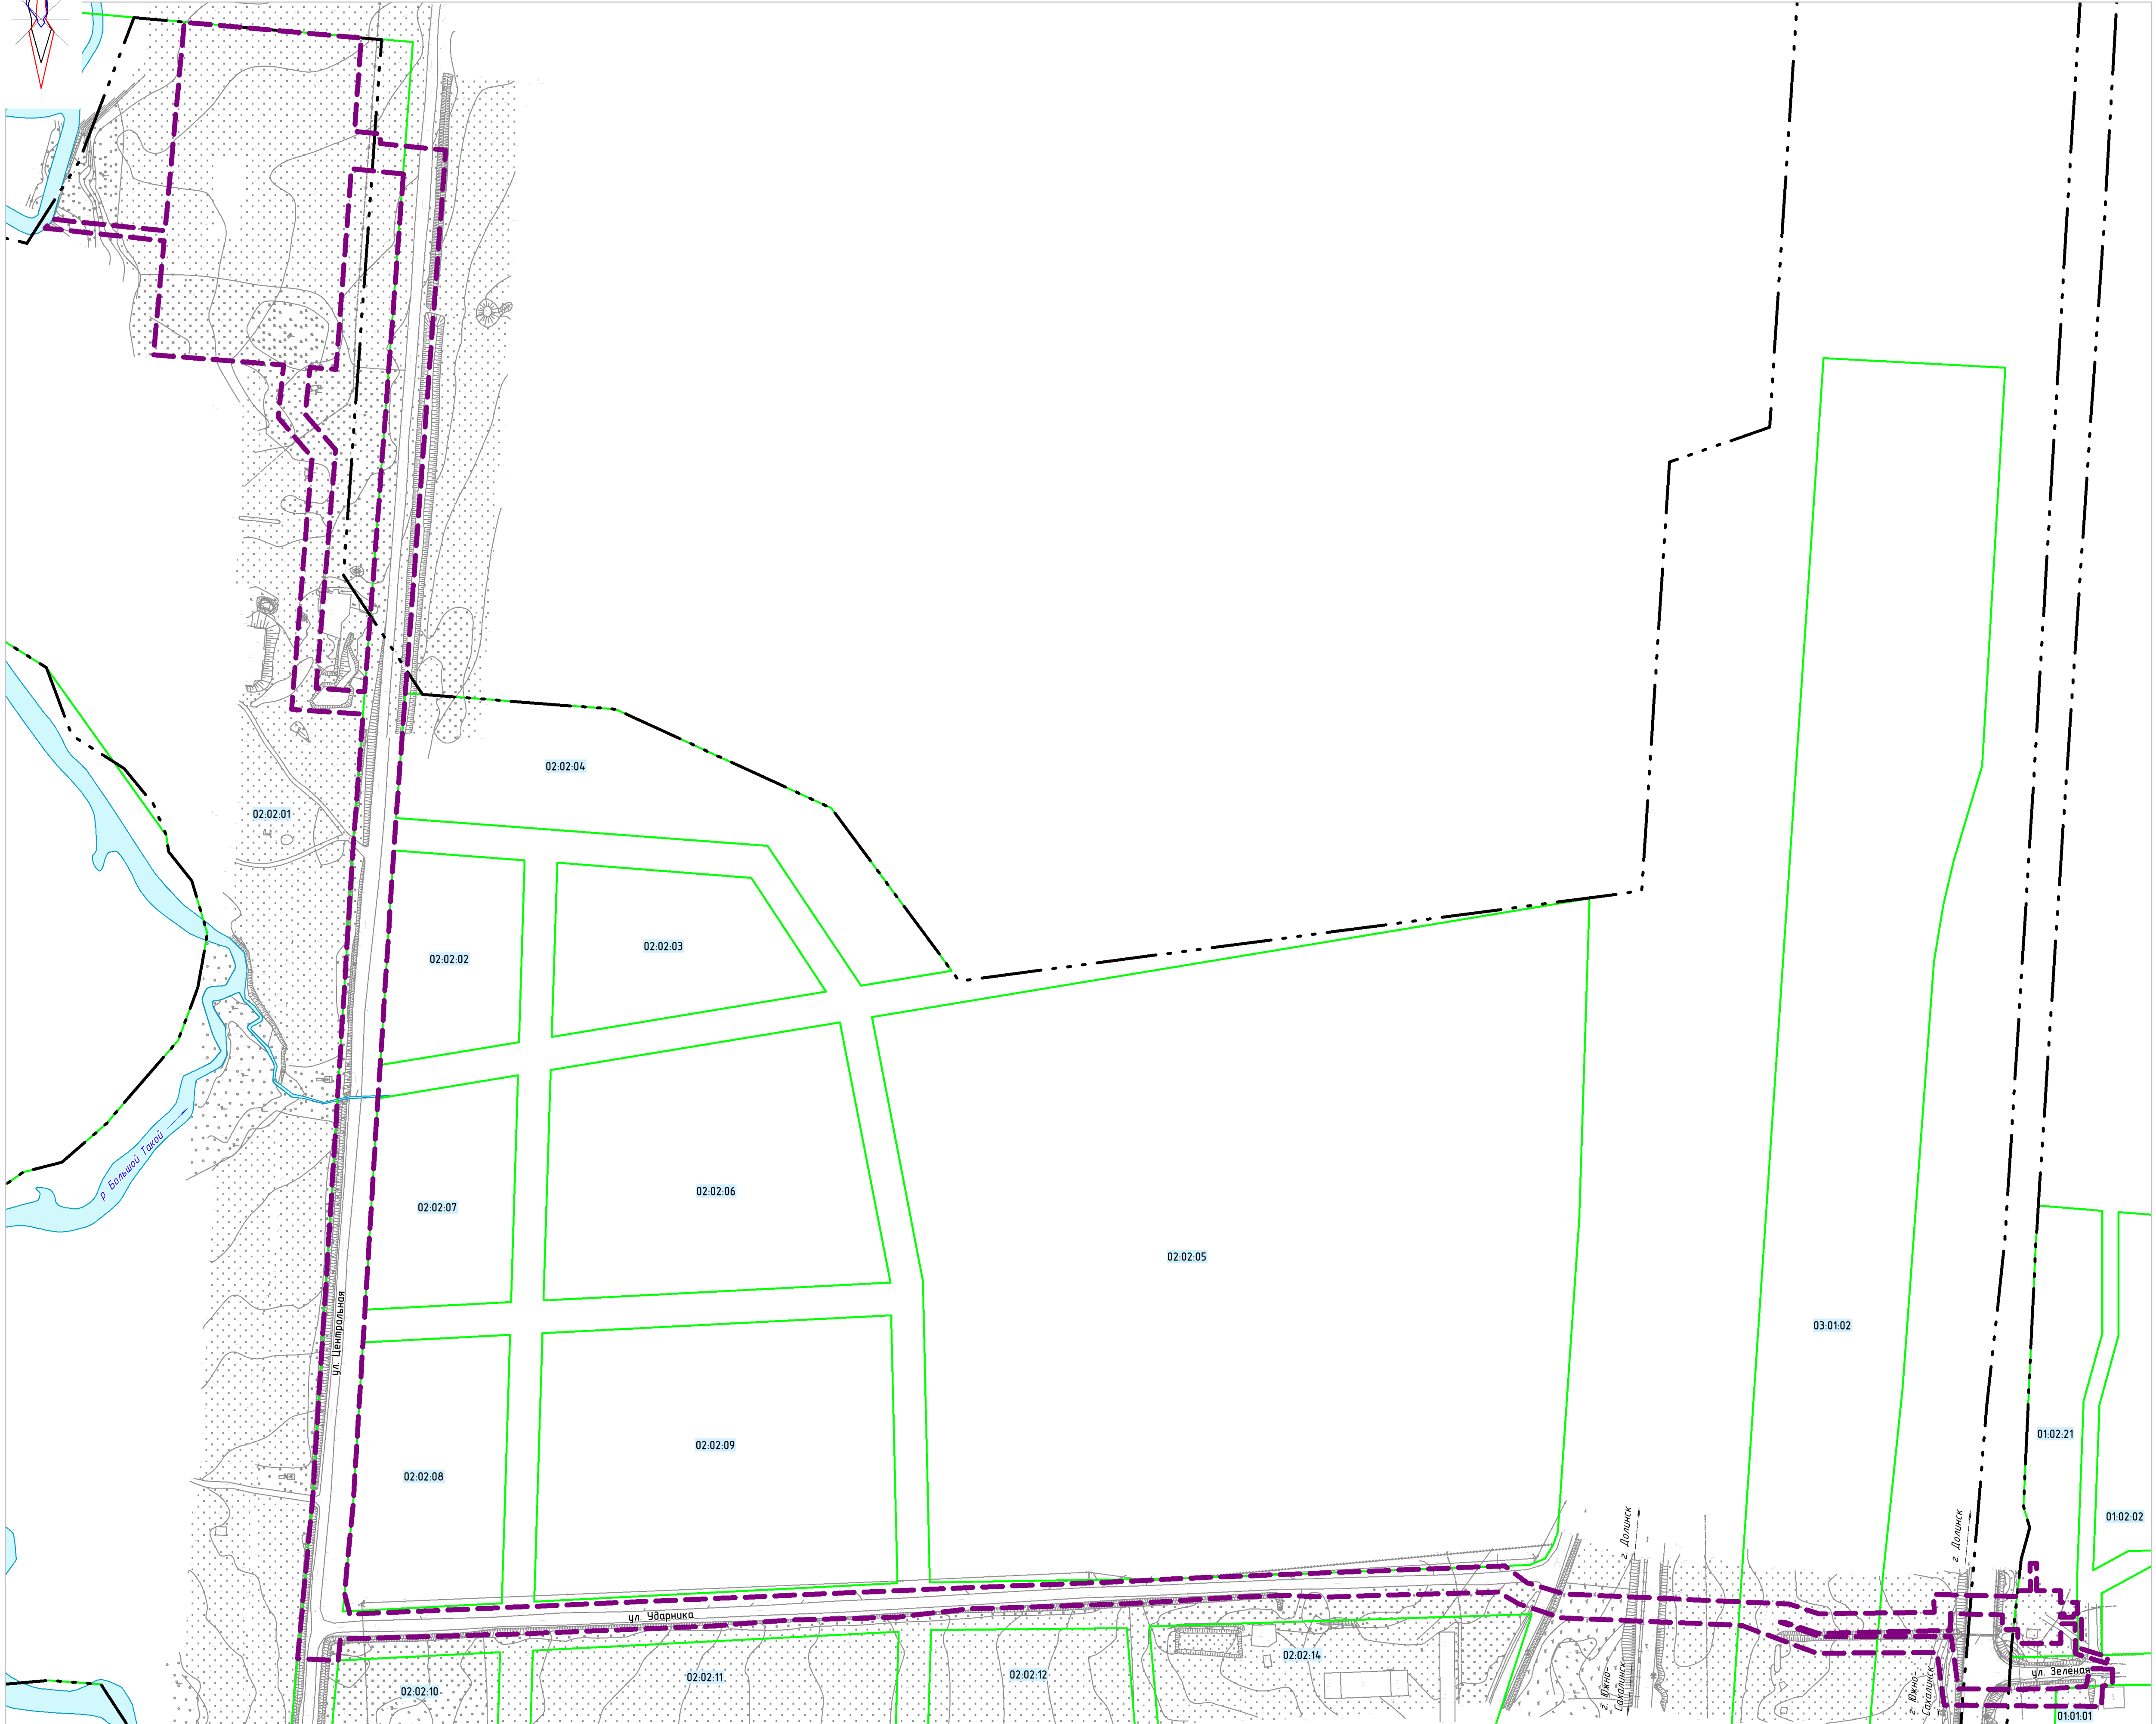 02:02:04
02:02:01
02:02:03
02:02:02
р. Большой Такой
02:02:06
02:02:07
02:02:05
ул. Центральная
03:01:02
01:02:21
02:02:09
02:02:08
01:02:02
г. Долинск
г. Долинск
ул. Ударника
02:02:14
ул. Зеленая
02:02:12
02:02:11
02:02:10
г. Южно-
Сахалинск
г. Южно-
Сахалинск
01:01:01